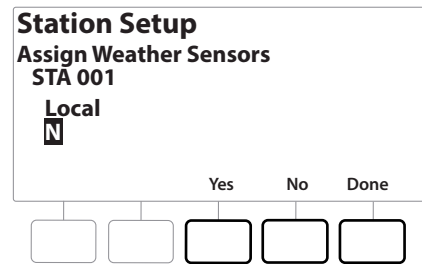 Station Setup
Assign Weather Sensors
STA 001
Local
N
Yes No Done